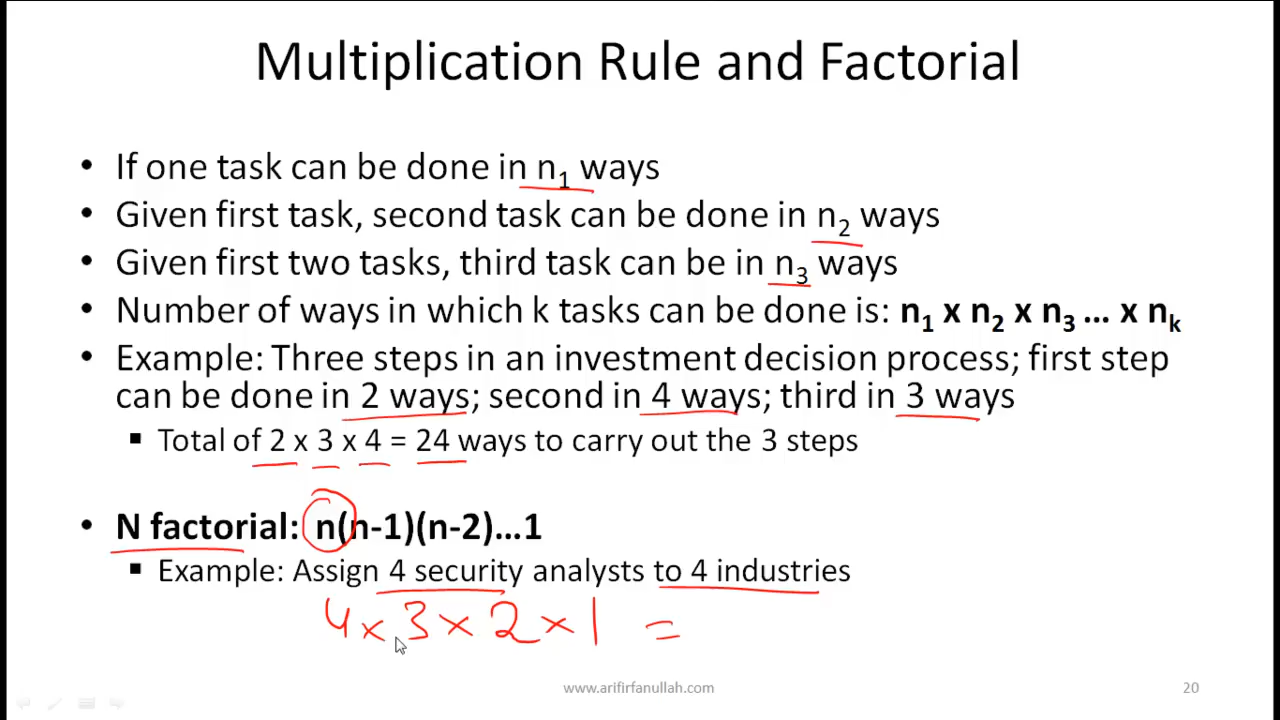 Multiplication Rule and Factorial
• If one task can be done in n₁ ways
• Given first task, second task can be done in n₂ ways
• Given first two tasks, third task can be in n₃ ways
• Number of ways in which k tasks can be done is: n₁ x n₂ x n₃ ... x nₖ
• Example: Three steps in an investment decision process; first step
can be done in 2 ways; second in 4 ways; third in 3 ways
▪ Total of 2 x 3 x 4 = 24 ways to carry out the 3 steps
• N factorial: n(n-1)(n-2)...1
▪ Example: Assign 4 security analysts to 4 industries
4 x 3 x 2 x 1 =
www.arifirfanullah.com
20